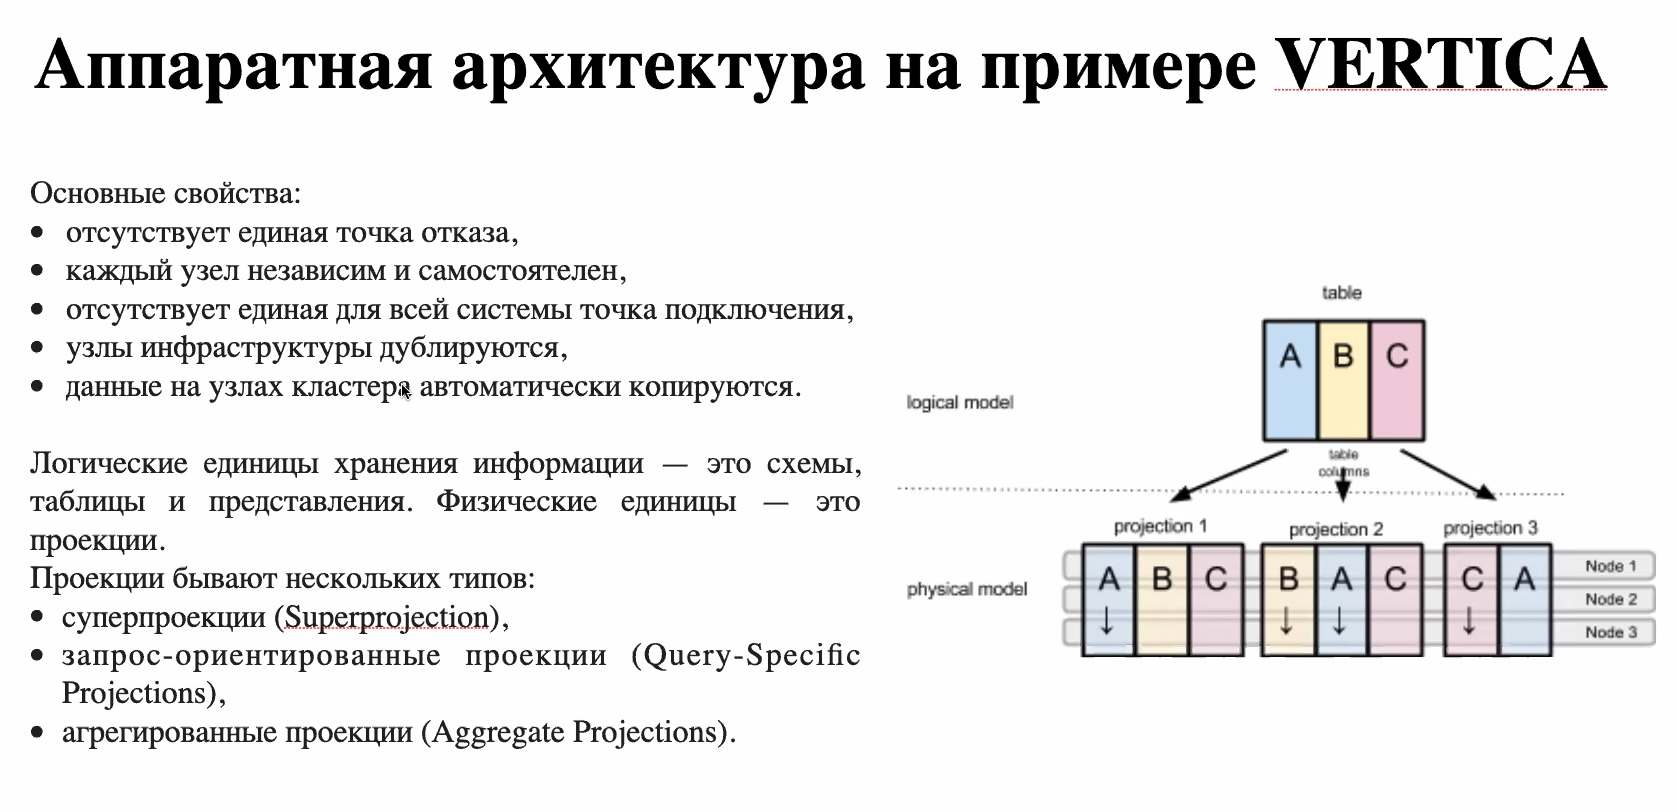 Аппаратная архитектура на примере VERTICA
Основные свойства:
• отсутствует единая точка отказа,
• каждый узел независим и самостоятелен,
• отсутствует единая для всей системы точка подключения,
• узлы инфраструктуры дублируются,
• данные на узлах кластера автоматически копируются.
Логические единицы хранения информации — это схемы,
таблицы и представления. Физические единицы — это
проекции.
Проекции бывают нескольких типов:
• суперпроекции (Superprojection),
• запрос-ориентированные проекции (Query-Specific
Projections),
• агрегированные проекции (Aggregate Projections).
table
A B C
logical model
table
columns
projection 1 projection 2 projection 3
physical model
A B C B A C C A
Node 1
Node 2
Node 3